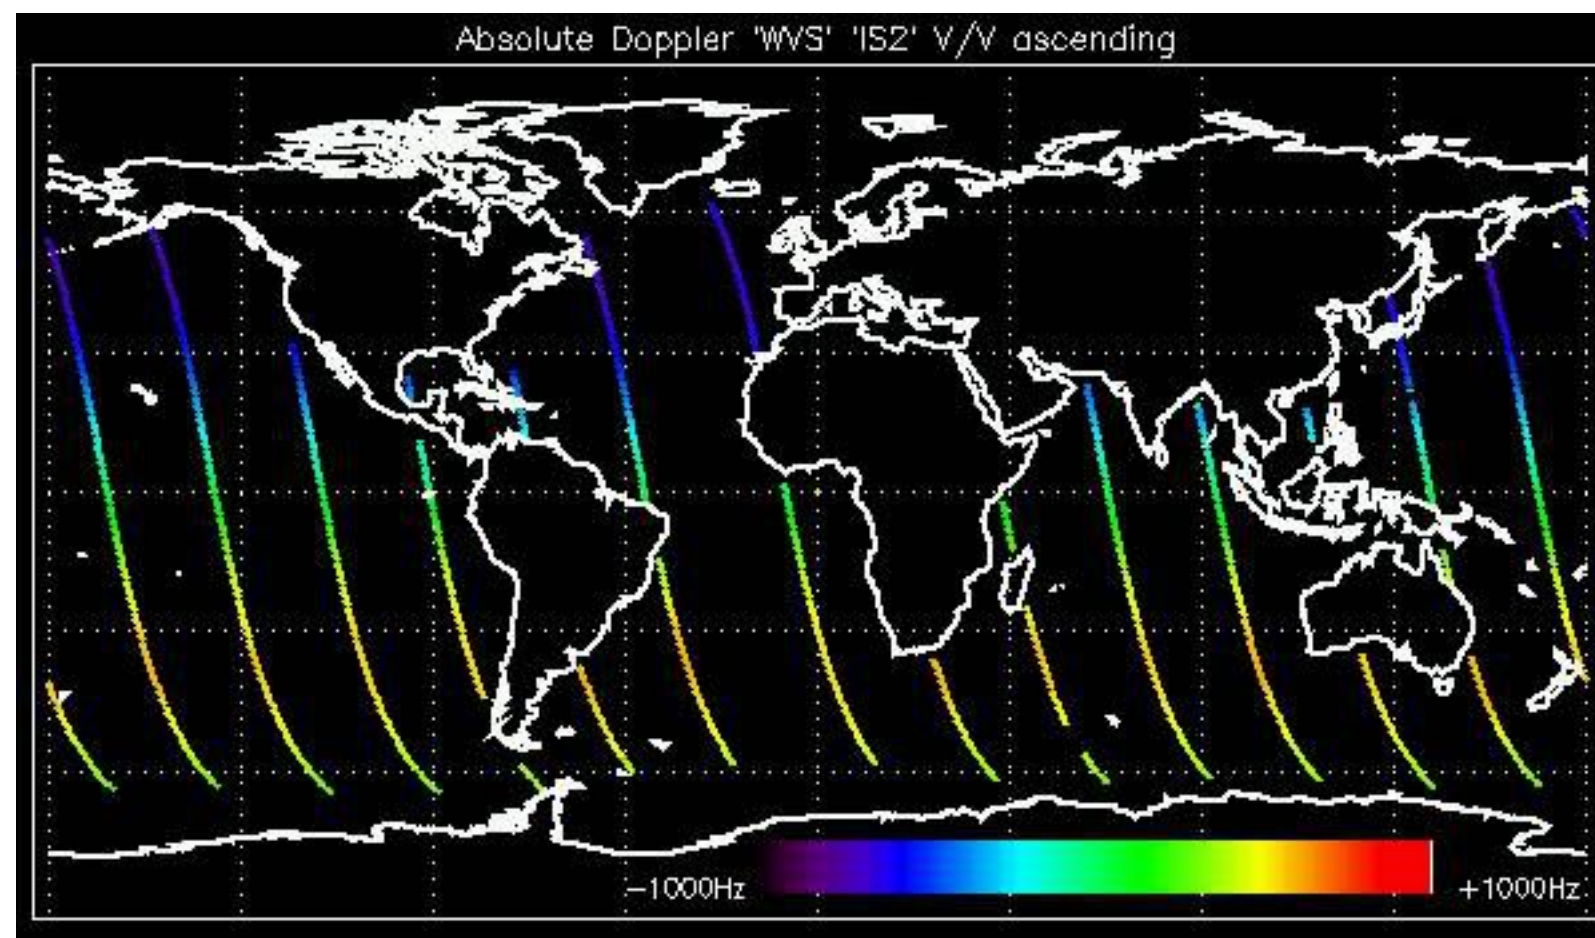 Absolute Doppler 'WVS' 'IS2' V/V ascending
-1000Hz
+1000Hz